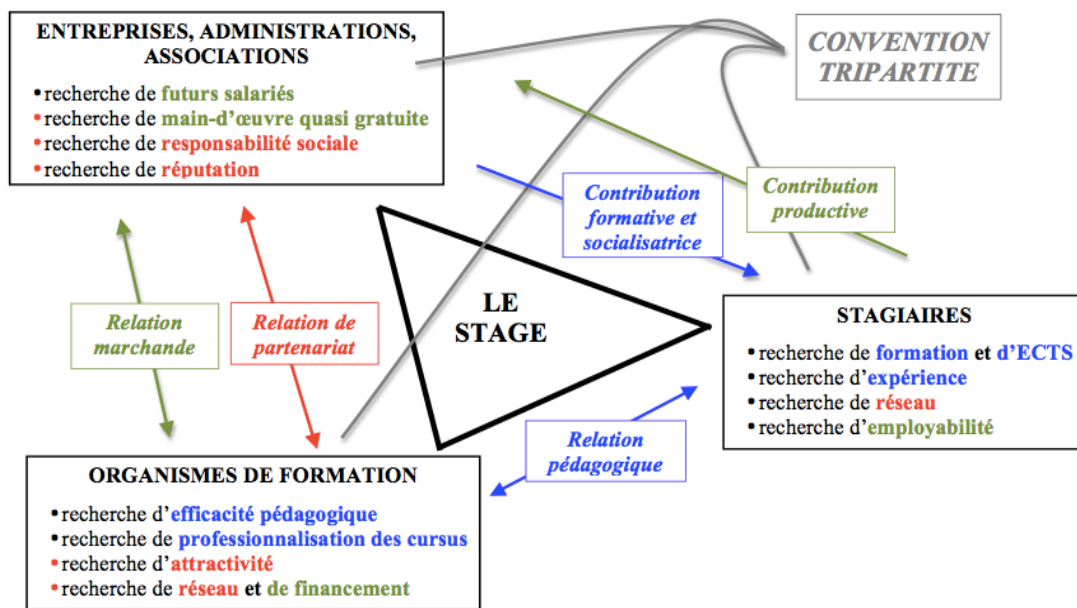 ENTREPRISES, ADMINISTRATIONS,
ASSOCIATIONS
• recherche de futurs salariés
• recherche de main-d'œuvre quasi gratuite
• recherche de responsabilité sociale
• recherche de réputation
CONVENTION
TRIPARTITE
Contribution
formative et
socialisatrice
Contribution
productive
Relation
marchande
Relation de
partenariat
LE
STAGE
STAGIAIRES
• recherche de formation et d'ECTS
• recherche d'expérience
• recherche de réseau
• recherche d'employabilité
Relation
pédagogique
ORGANISMES DE FORMATION
• recherche d'efficacité pédagogique
• recherche de professionnalisation des cursus
• recherche d'attractivité
• recherche de réseau et de financement